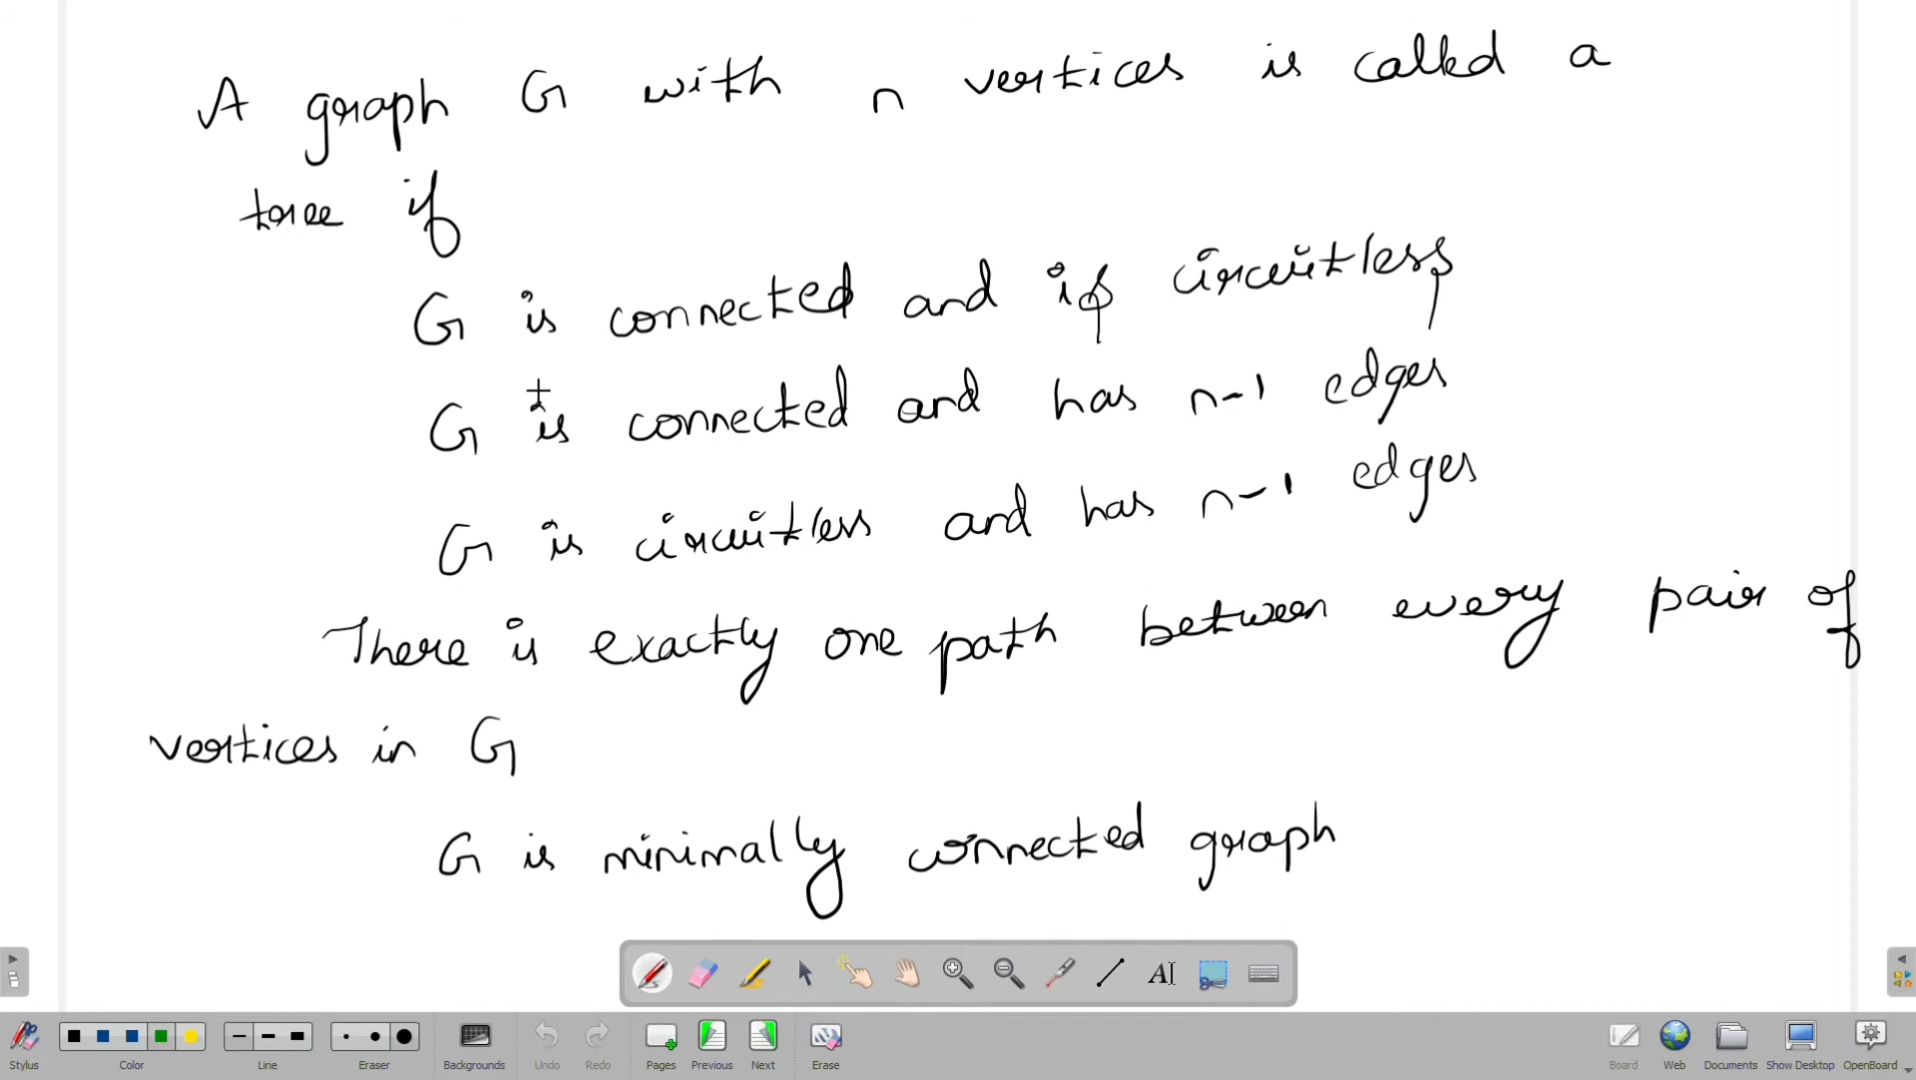 A graph G with n vertices is called a
tree if
G is connected and is circuitless
G is connected and has n-1 edges
G is circuitless and has n-1 edges
There is exactly one path between every pair of
vertices in G
G is minimally connected graph
Stylus Color Line Eraser Backgrounds Undo Redo Pages Previous Next Erase Board Web Documents Show Desktop OpenBoard